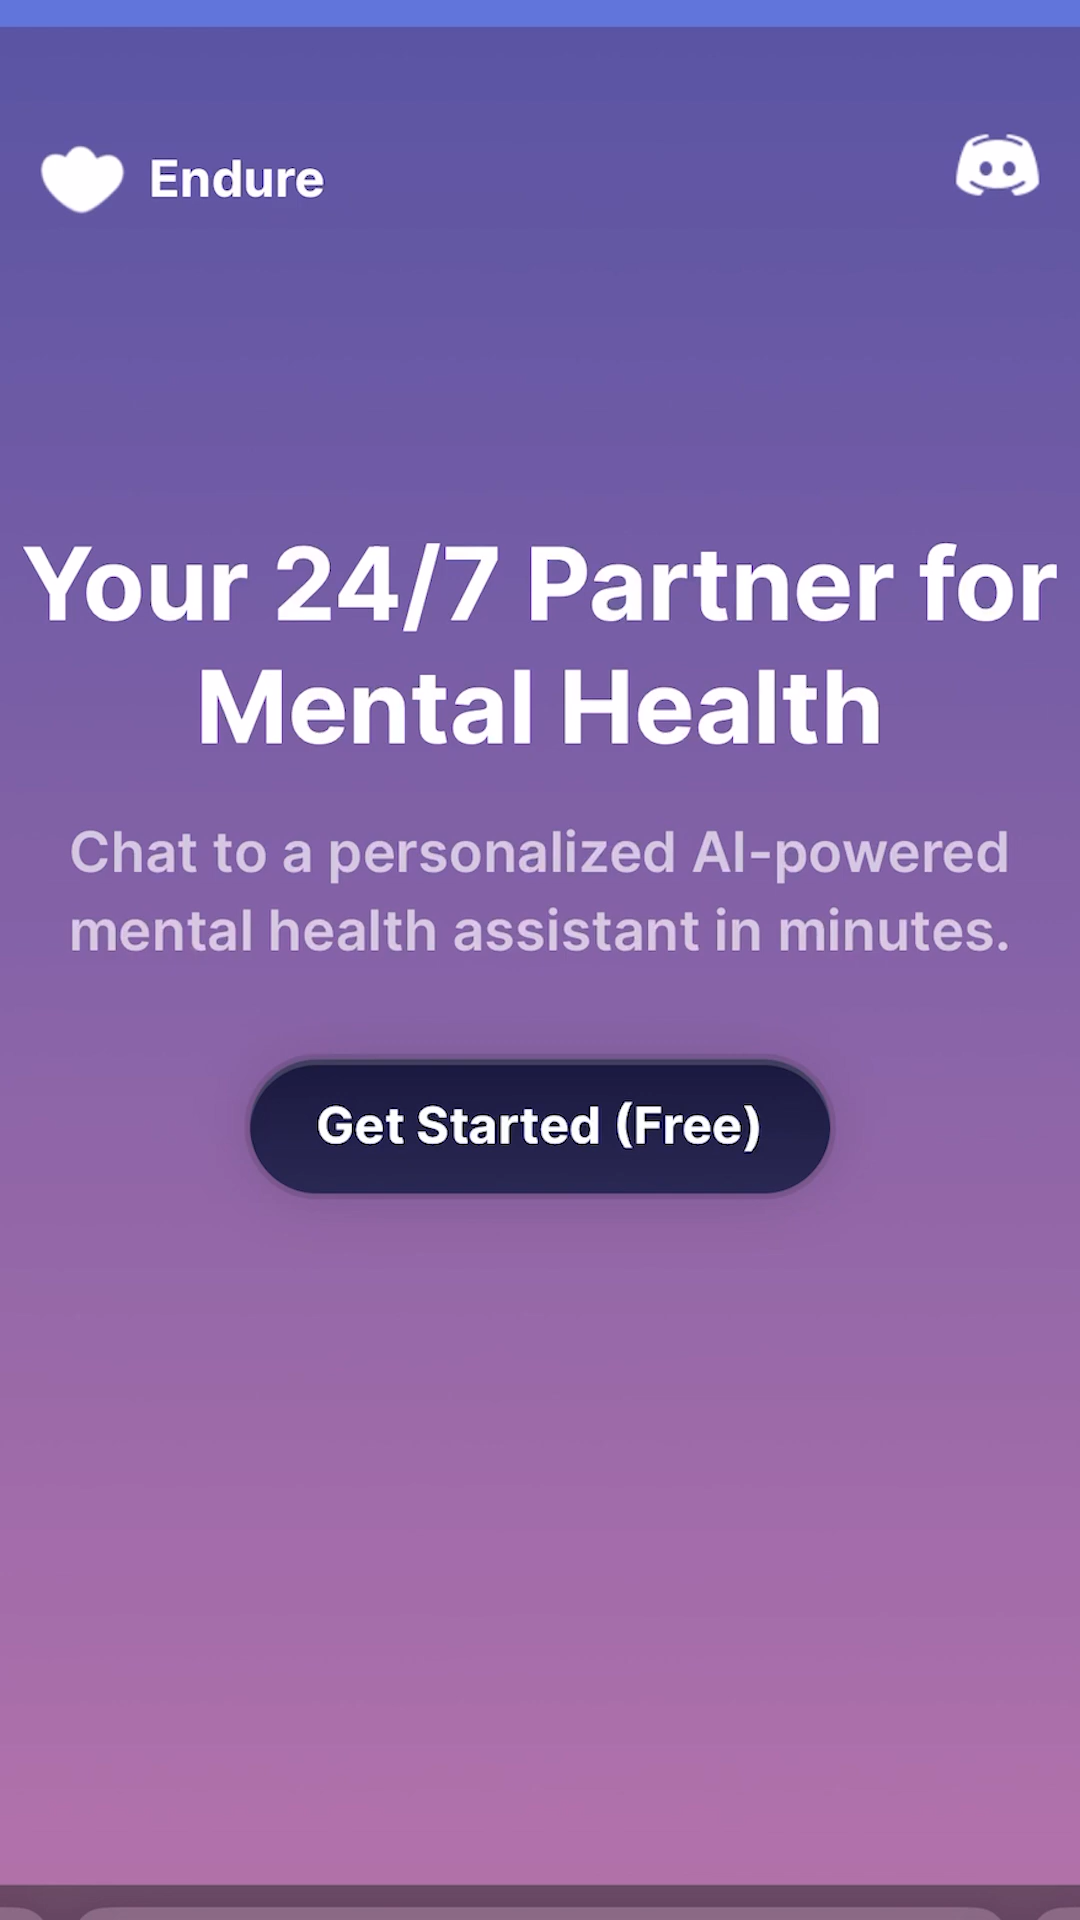 Endure
Your 24/7 Partner for
Mental Health
Chat to a personalized AI-powered
mental health assistant in minutes.
Get Started (Free)